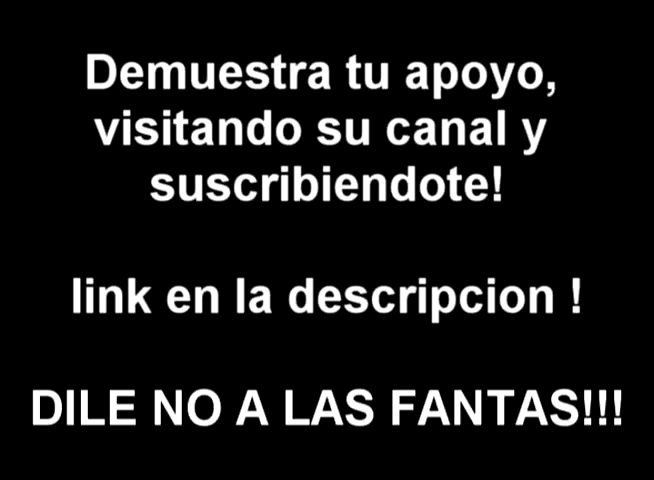 Demuestra tu apoyo,
visitando su canal y
suscribiendote!
link en la descripcion !
DILE NO A LAS FANTAS!!!